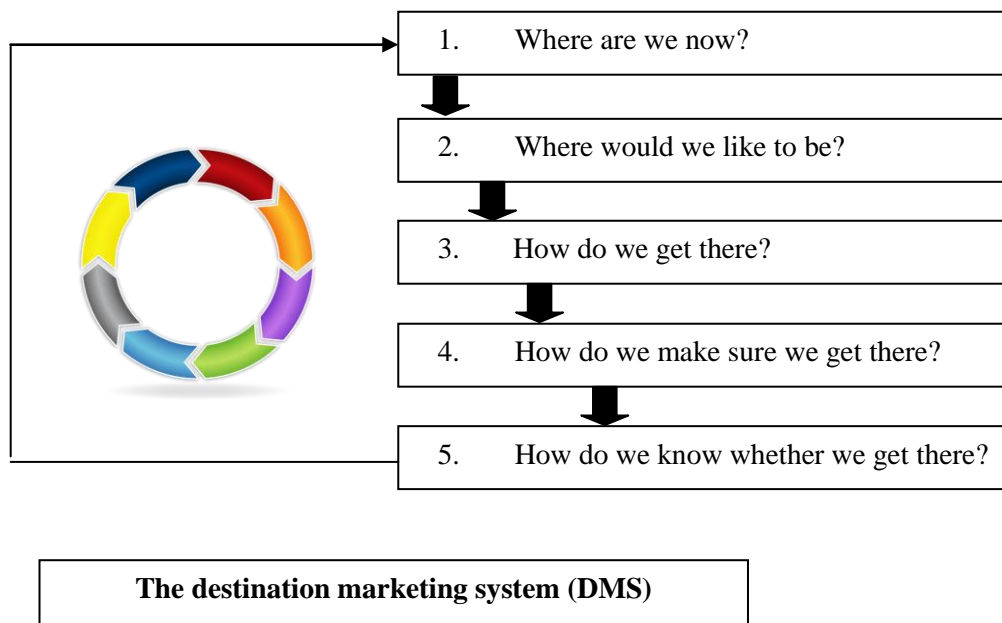 1. Where are we now?
2. Where would we like to be?
3. How do we get there?
4. How do we make sure we get there?
5. How do we know whether we get there?
The destination marketing system (DMS)